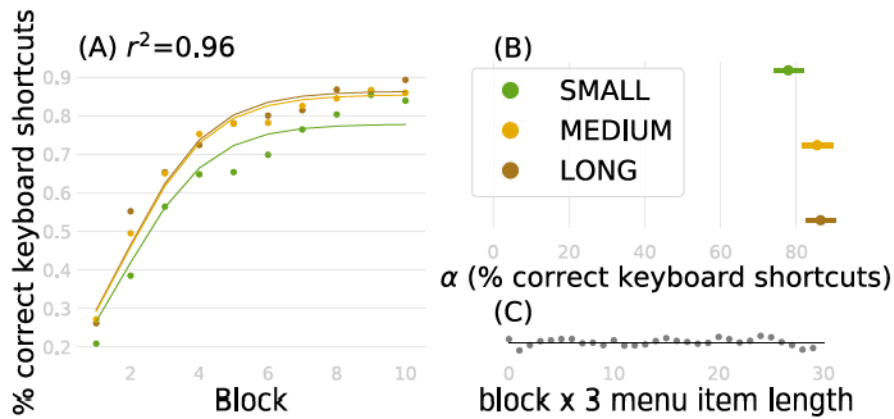 (A) r²=0.96
% correct keyboard shortcuts
0.9
0.8
0.7
0.6
0.5
0.4
0.3
0.2
2 4 6 8 10
Block
(B)
SMALL
MEDIUM
LONG
0 20 40 60 80
α (% correct keyboard shortcuts)
(C)
0 10 20 30
block x 3 menu item length